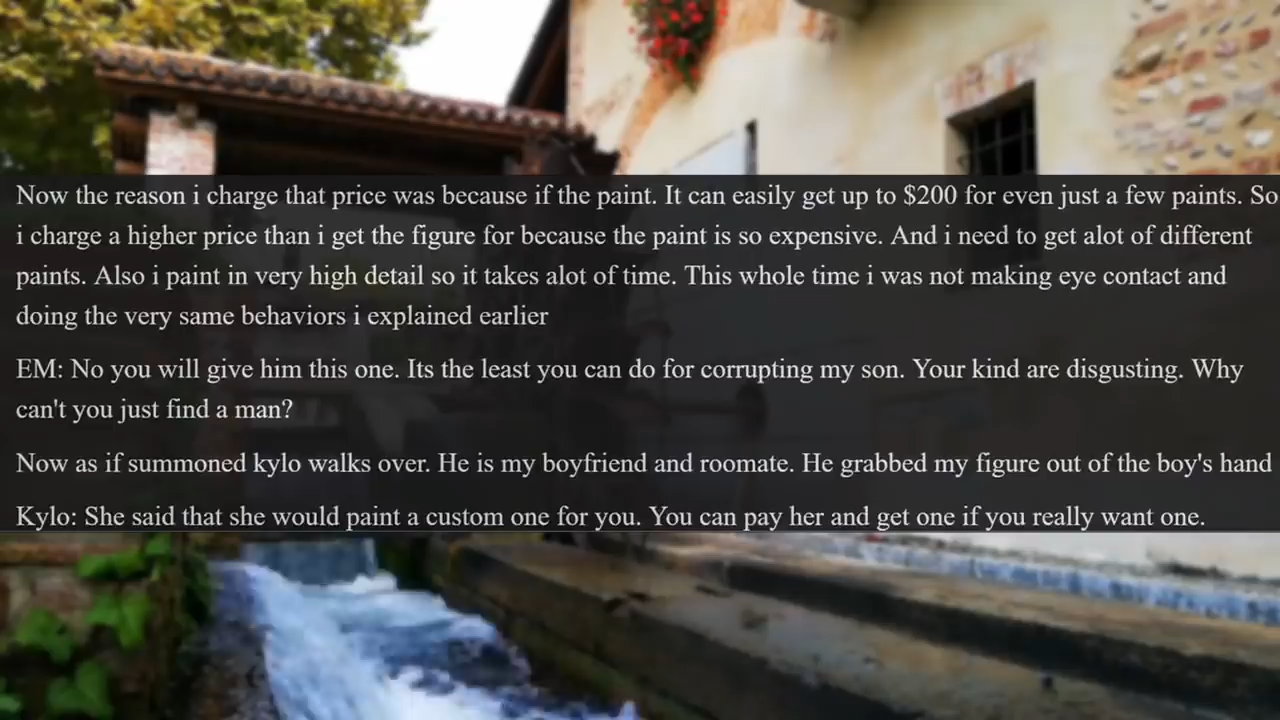 Now the reason i charge that price was because if the paint. It can easily get up to $200 for even just a few paints. So
i charge a higher price than i get the figure for because the paint is so expensive. And i need to get alot of different
paints. Also i paint in very high detail so it takes alot of time. This whole time i was not making eye contact and
doing the very same behaviors i explained earlier
EM: No you will give him this one. Its the least you can do for corrupting my son. Your kind are disgusting. Why
can't you just find a man?
Now as if summoned kylo walks over. He is my boyfriend and roomate. He grabbed my figure out of the boy's hand
Kylo: She said that she would paint a custom one for you. You can pay her and get one if you really want one.